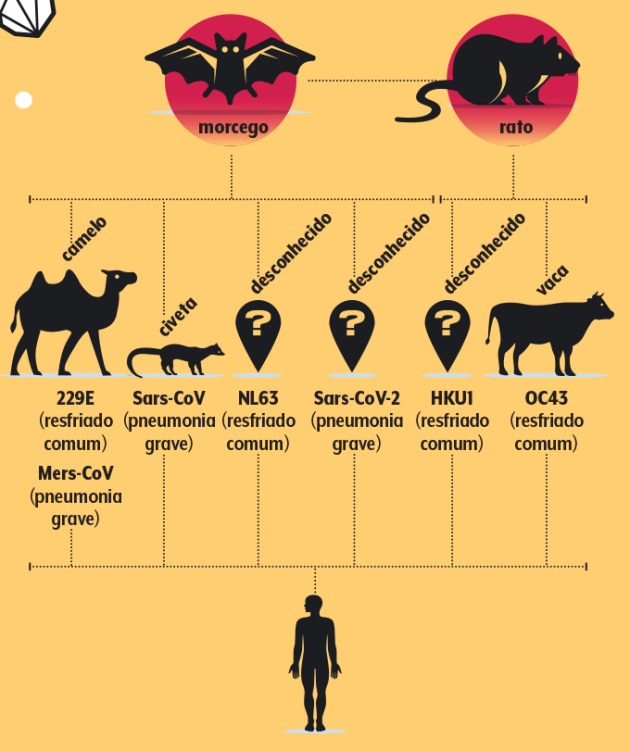 morcego
rato
camelo
civeta
desconhecido
desconhecido
desconhecido
vaca
?
?
?
229E
(resfriado
comum)
Mers-CoV
(pneumonia
grave)
Sars-CoV
(pneumonia
grave)
NL63
(resfriado
comum)
Sars-CoV-2
(pneumonia
grave)
HKU1
(resfriado
comum)
OC43
(resfriado
comum)